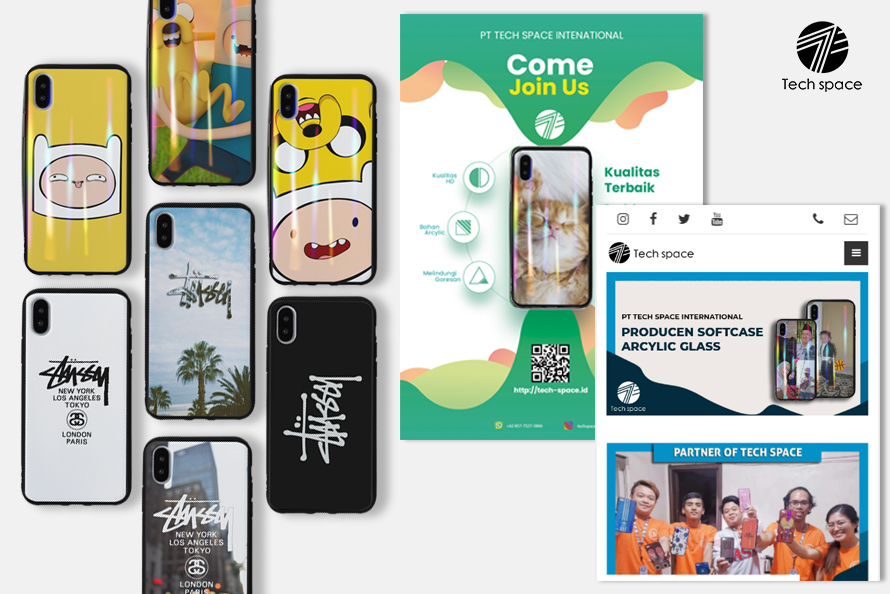 Tech space
PT TECH SPACE INTENATIONAL
Come
Join Us
Kualitas
HD
Bahan
Arcylic
Melindungi
Goresan
Kualitas
Terbaik
http://tech-space.id
You
Tube
Tech space
PT TECH SPACE INTERNATIONAL
PRODUCEN SOFTCASE
ARCYLIC GLASS
Tech space
PARTNER OF TECH SPACE
Stüssy
Stüssy
NEW YORK
LOS ANGELES
TOKYO
LONDON
PARIS
Stüssy
Stüssy
NEW YORK
LOS ANGELES
TOKYO
LONDON
PARIS